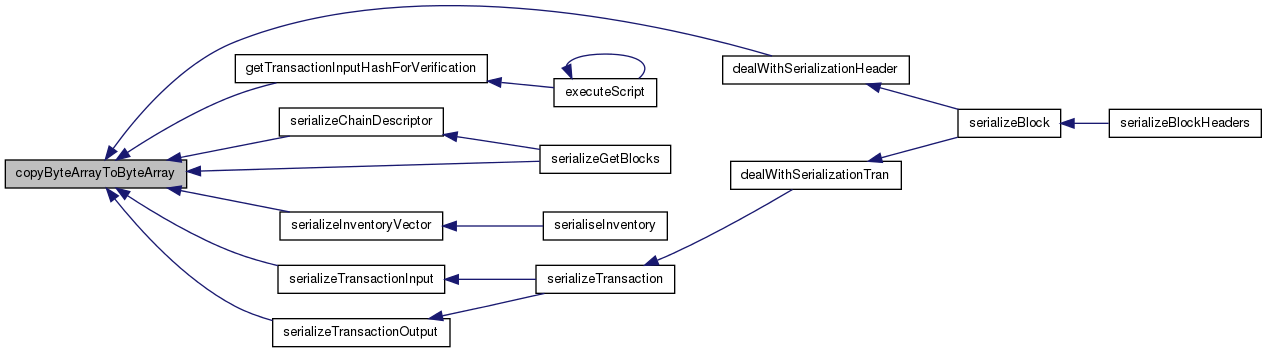 copyByteArrayToByteArray
getTransactionInputHashForVerification
serializeChainDescriptor
serializeInventoryVector
serializeTransactionInput
serializeTransactionOutput
executeScript
serializeGetBlocks
serialiseInventory
serializeTransaction
dealWithSerializationHeader
dealWithSerializationTran
serializeBlock
serializeBlockHeaders